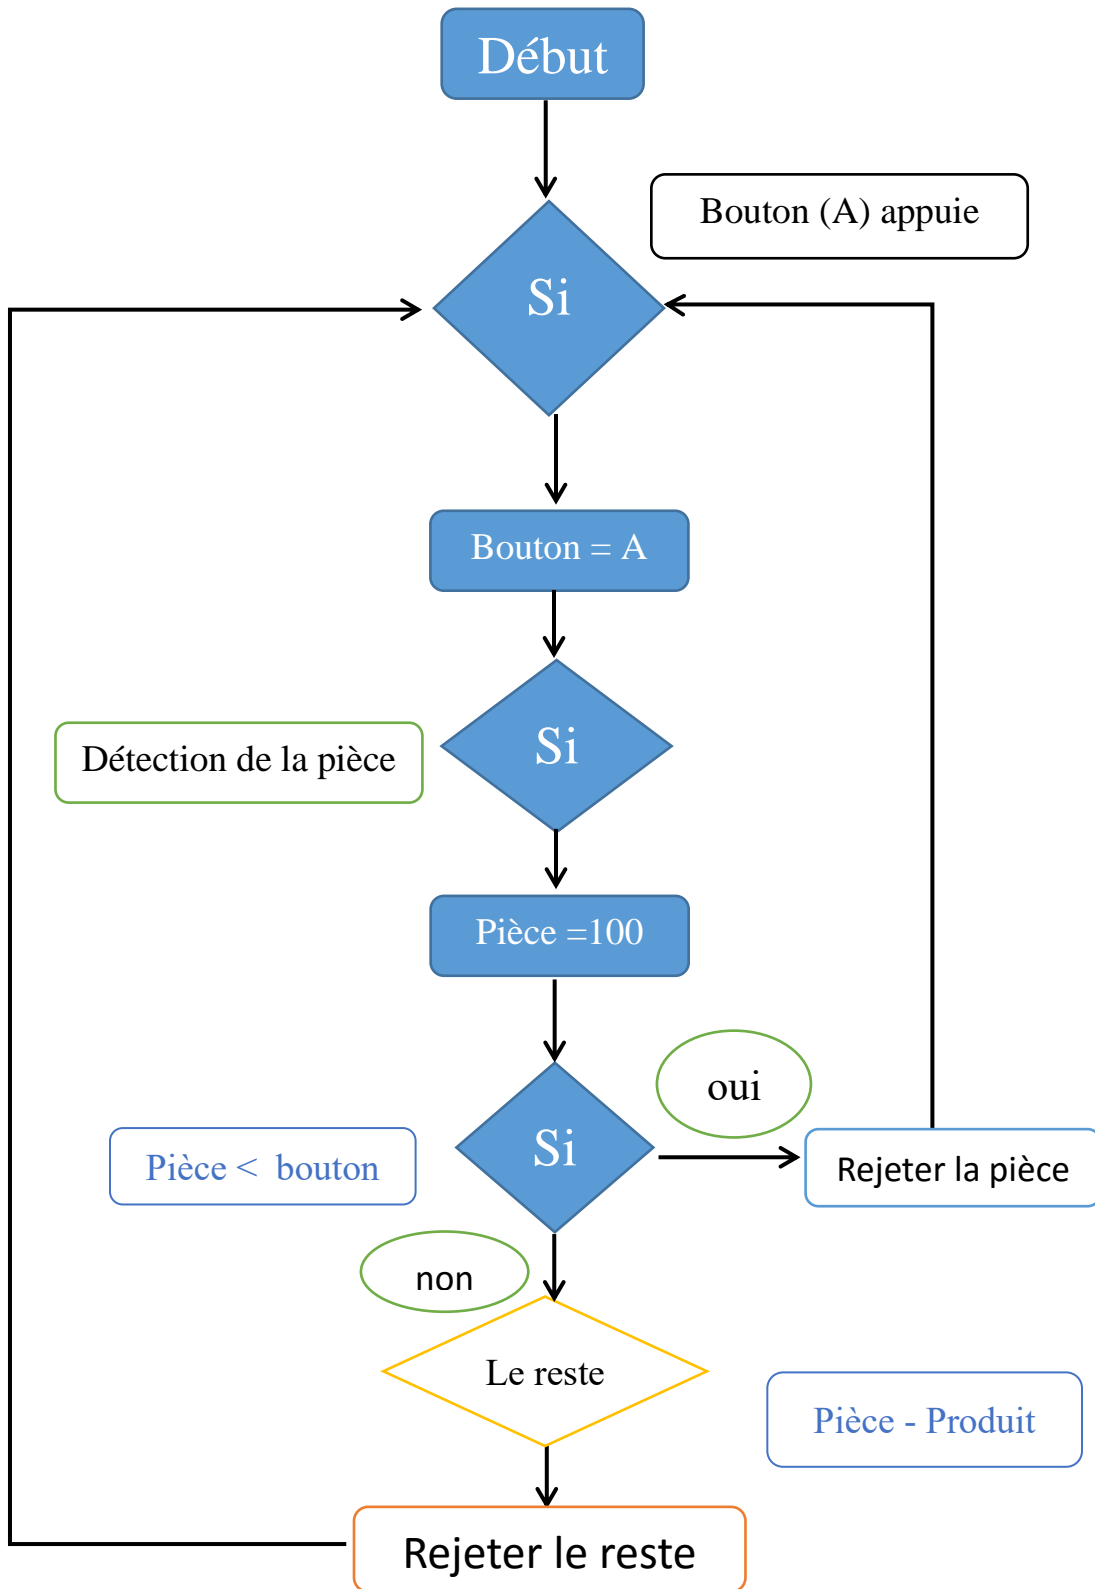 Début
Bouton (A) appuie
Si
Bouton = A
Si
Détection de la pièce
Pièce =100
oui
Si
Pièce < bouton
Rejeter la pièce
non
Le reste
Pièce - Produit
Rejeter le reste